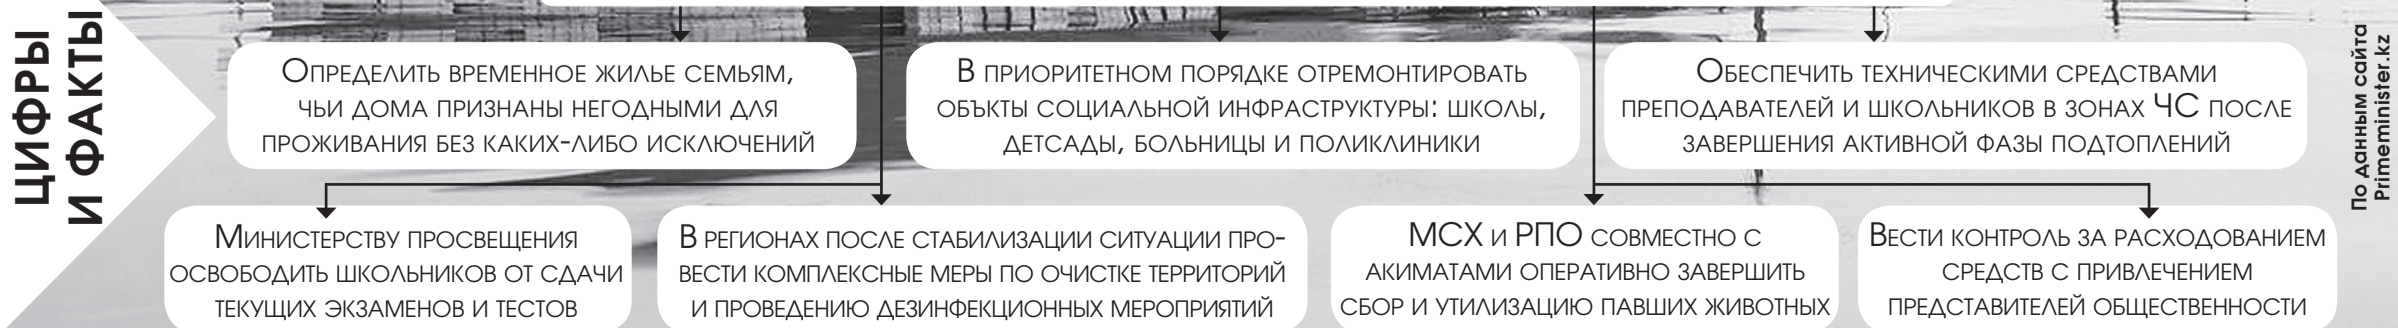 ЦИФРЫ
И ФАКТЫ
Определить временное жилье семьям,
чьи дома признаны негодными для
проживания без каких-либо исключений
В приоритетном порядке отремонтировать
объкты социальной инфраструктуры: школы,
детсады, больницы и поликлиники
Обеспечить техническими средствами
преподавателей и школьников в зонах ЧС после
завершения активной фазы подтоплений
Министерству просвещения
освободить школьников от сдачи
текущих экзаменов и тестов
В регионах после стабилизации ситуации про-
вести комплексные меры по очистке территорий
и проведению дезинфекционных мероприятий
МСХ и РПО совместно с
акиматами оперативно завершить
сбор и утилизацию павших животных
Вести контроль за расходованием
средств с привлечением
представителей общественности
По данным сайта
Primeminister.kz